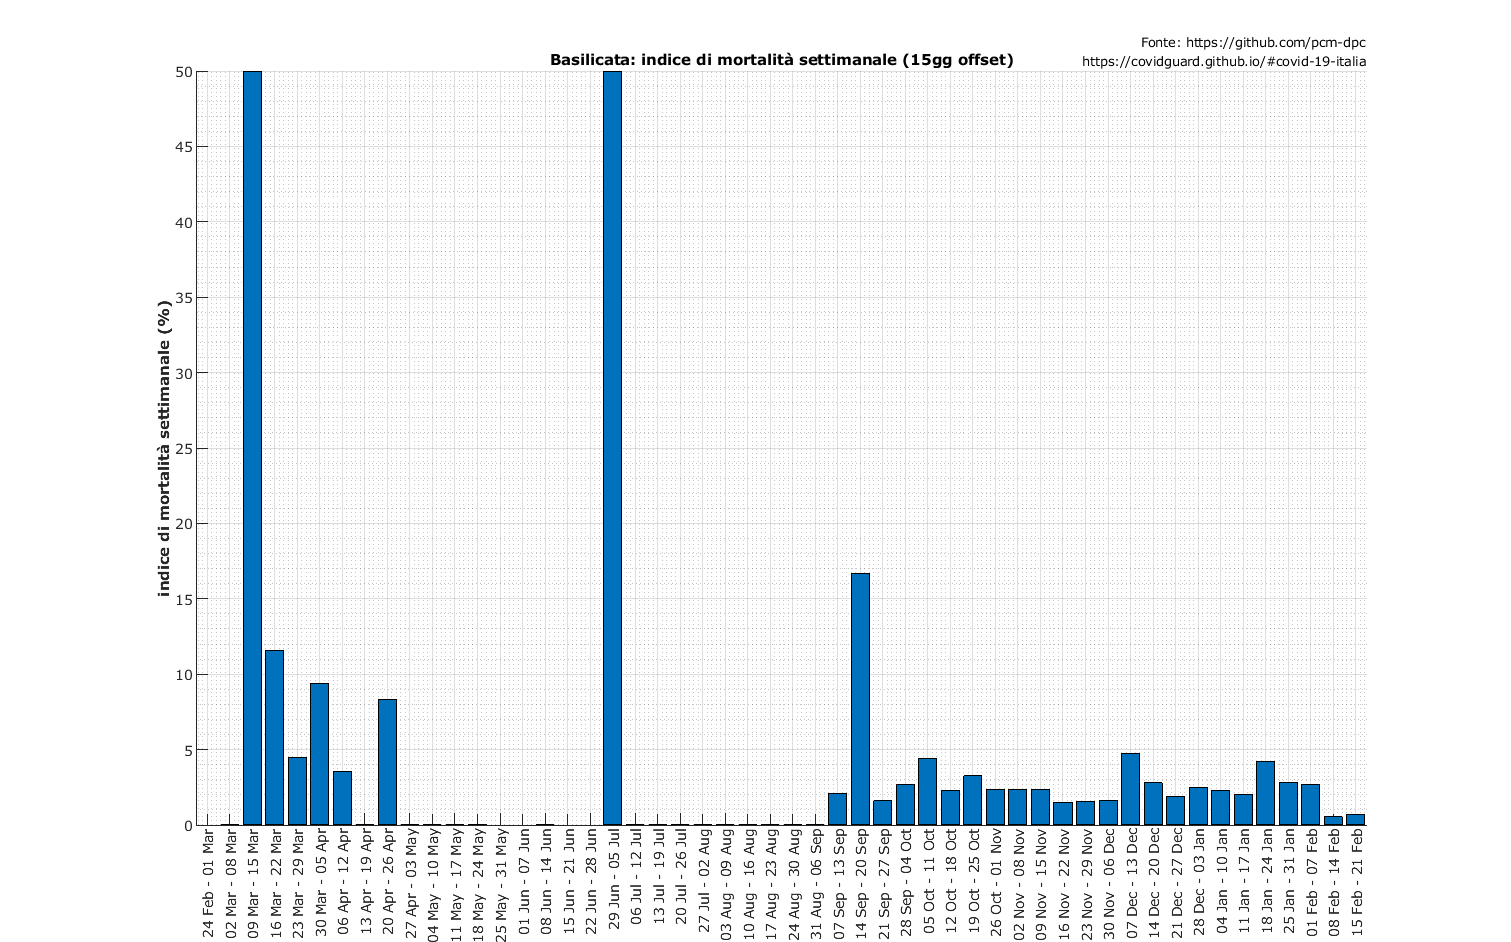 Fonte: https://github.com/pcm-dpc
Basilicata: indice di mortalità settimanale (15gg offset)
https://covidguard.github.io/#covid-19-italia
indice di mortalità settimanale (%)
50
45
40
35
30
25
20
15
10
5
0
24 Feb - 01 Mar
02 Mar - 08 Mar
09 Mar - 15 Mar
16 Mar - 22 Mar
23 Mar - 29 Mar
30 Mar - 05 Apr
06 Apr - 12 Apr
13 Apr - 19 Apr
20 Apr - 26 Apr
27 Apr - 03 May
04 May - 10 May
11 May - 17 May
18 May - 24 May
25 May - 31 May
01 Jun - 07 Jun
08 Jun - 14 Jun
15 Jun - 21 Jun
22 Jun - 28 Jun
29 Jun - 05 Jul
06 Jul - 12 Jul
13 Jul - 19 Jul
20 Jul - 26 Jul
27 Jul - 02 Aug
03 Aug - 09 Aug
10 Aug - 16 Aug
17 Aug - 23 Aug
24 Aug - 30 Aug
31 Aug - 06 Sep
07 Sep - 13 Sep
14 Sep - 20 Sep
21 Sep - 27 Sep
28 Sep - 04 Oct
05 Oct - 11 Oct
12 Oct - 18 Oct
19 Oct - 25 Oct
26 Oct - 01 Nov
02 Nov - 08 Nov
09 Nov - 15 Nov
16 Nov - 22 Nov
23 Nov - 29 Nov
30 Nov - 06 Dec
07 Dec - 13 Dec
14 Dec - 20 Dec
21 Dec - 27 Dec
28 Dec - 03 Jan
04 Jan - 10 Jan
11 Jan - 17 Jan
18 Jan - 24 Jan
25 Jan - 31 Jan
01 Feb - 07 Feb
08 Feb - 14 Feb
15 Feb - 21 Feb